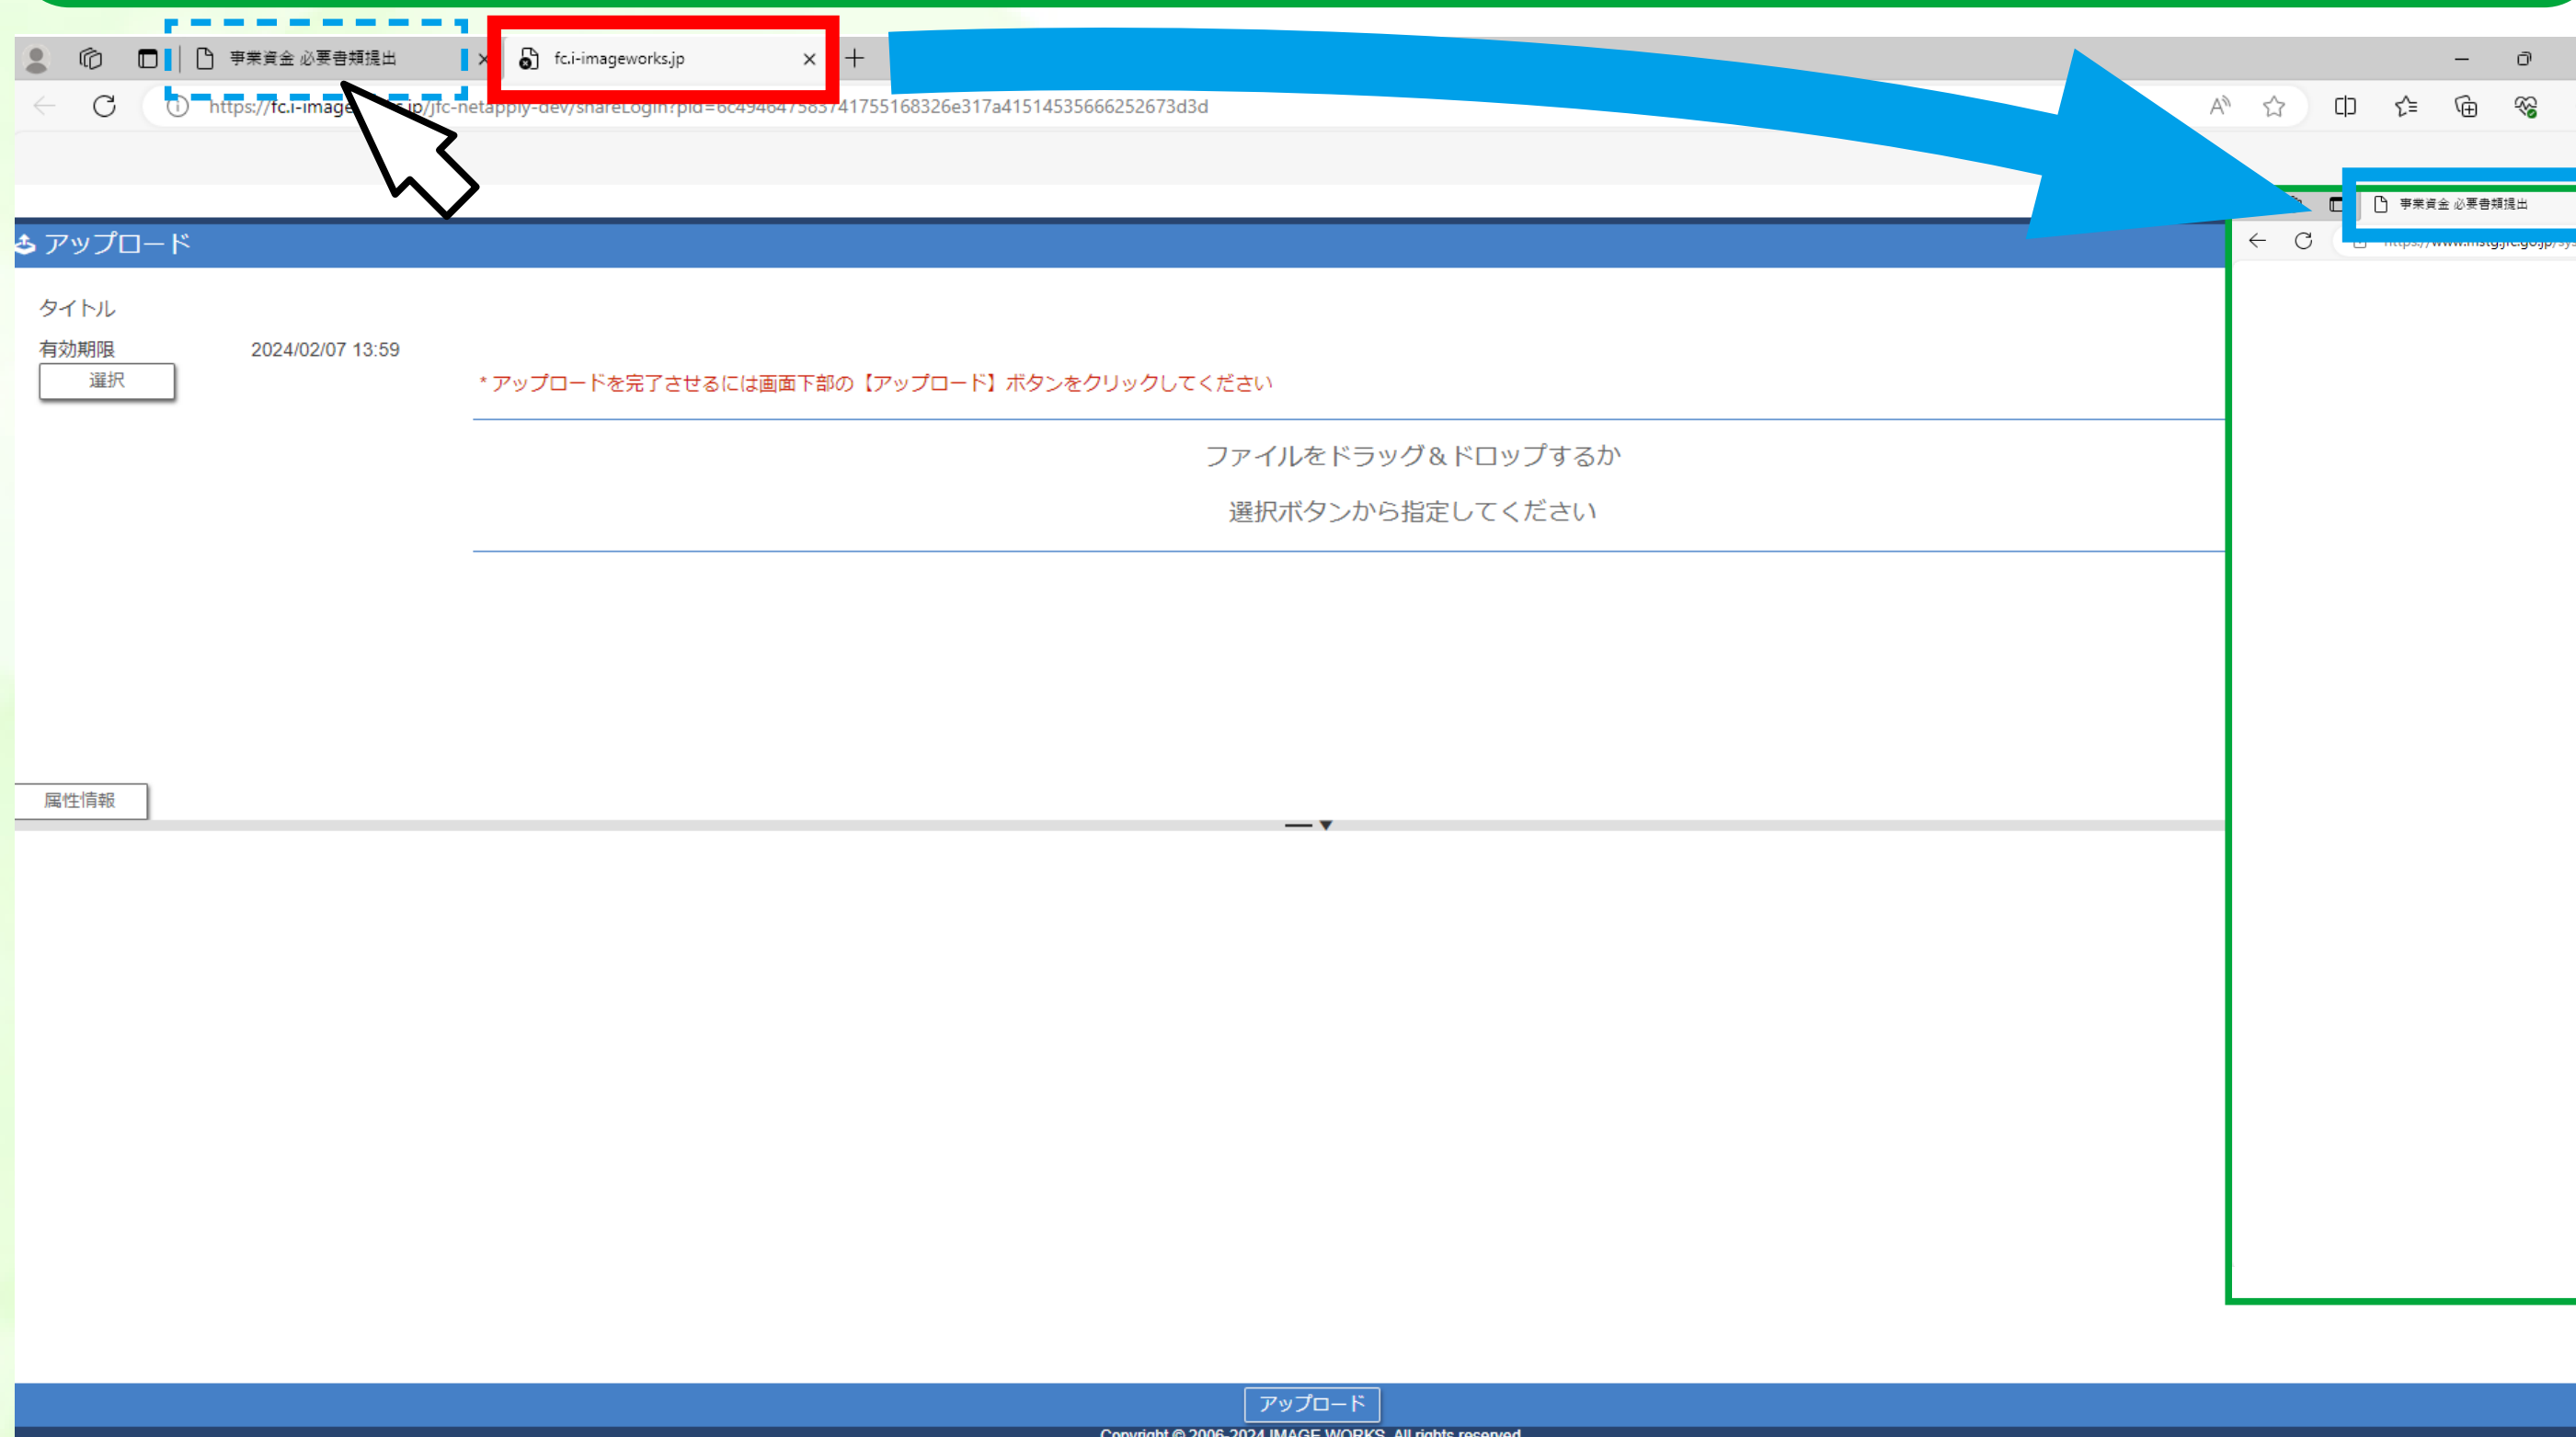 事業資金 必要書類提出
fc.i-imageworks.jp
jfc-netapply-dev/shareLogin?pid=6c4946475837417551683​26e317a41514535666252673d3d
事業資金 必要書類提出
アップロード
タイトル
有効期限 2024/02/07 13:59
選択
* アップロードを完了させるには画面下部の【アップロード】ボタンをクリックしてください
ファイルをドラッグ＆ドロップするか
選択ボタンから指定してください
属性情報
アップロード
Copyright © 2006-2024 IMAGE WORKS. All rights reserved.